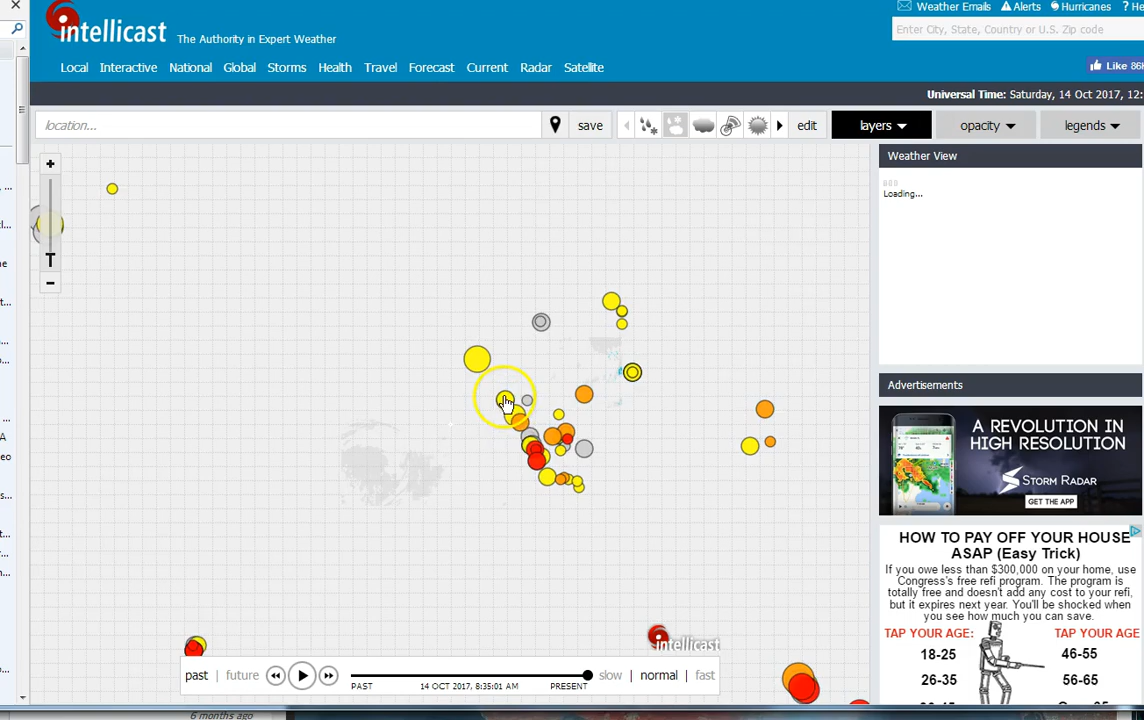 intellicast
The Authority in Expert Weather
Weather Emails
Alerts
Hurricanes
? He
Enter City, State, Country or U.S. Zip code
Local
Interactive
National
Global
Storms
Health
Travel
Forecast
Current
Radar
Satellite
Like 86K
Universal Time: Saturday, 14 Oct 2017, 12:
location...
save
edit
layers
opacity
legends
Weather View
Loading...
T
Advertisements
A REVOLUTION IN
HIGH RESOLUTION
STORM RADAR
GET THE APP
HOW TO PAY OFF YOUR HOUSE
ASAP (Easy Trick)
If you owe less than $300,000 on your home, use
Congress's free refi program. The program is
totally free and doesn't add any cost to your refi,
but it expires next year. You'll be shocked when
you see how much you can save.
TAP YOUR AGE:
TAP YOUR AGE:
18-25
46-55
26-35
56-65
intellicast
past
future
slow
normal
fast
PAST
14 OCT 2017, 8:35:01 AM
PRESENT
6 months ago